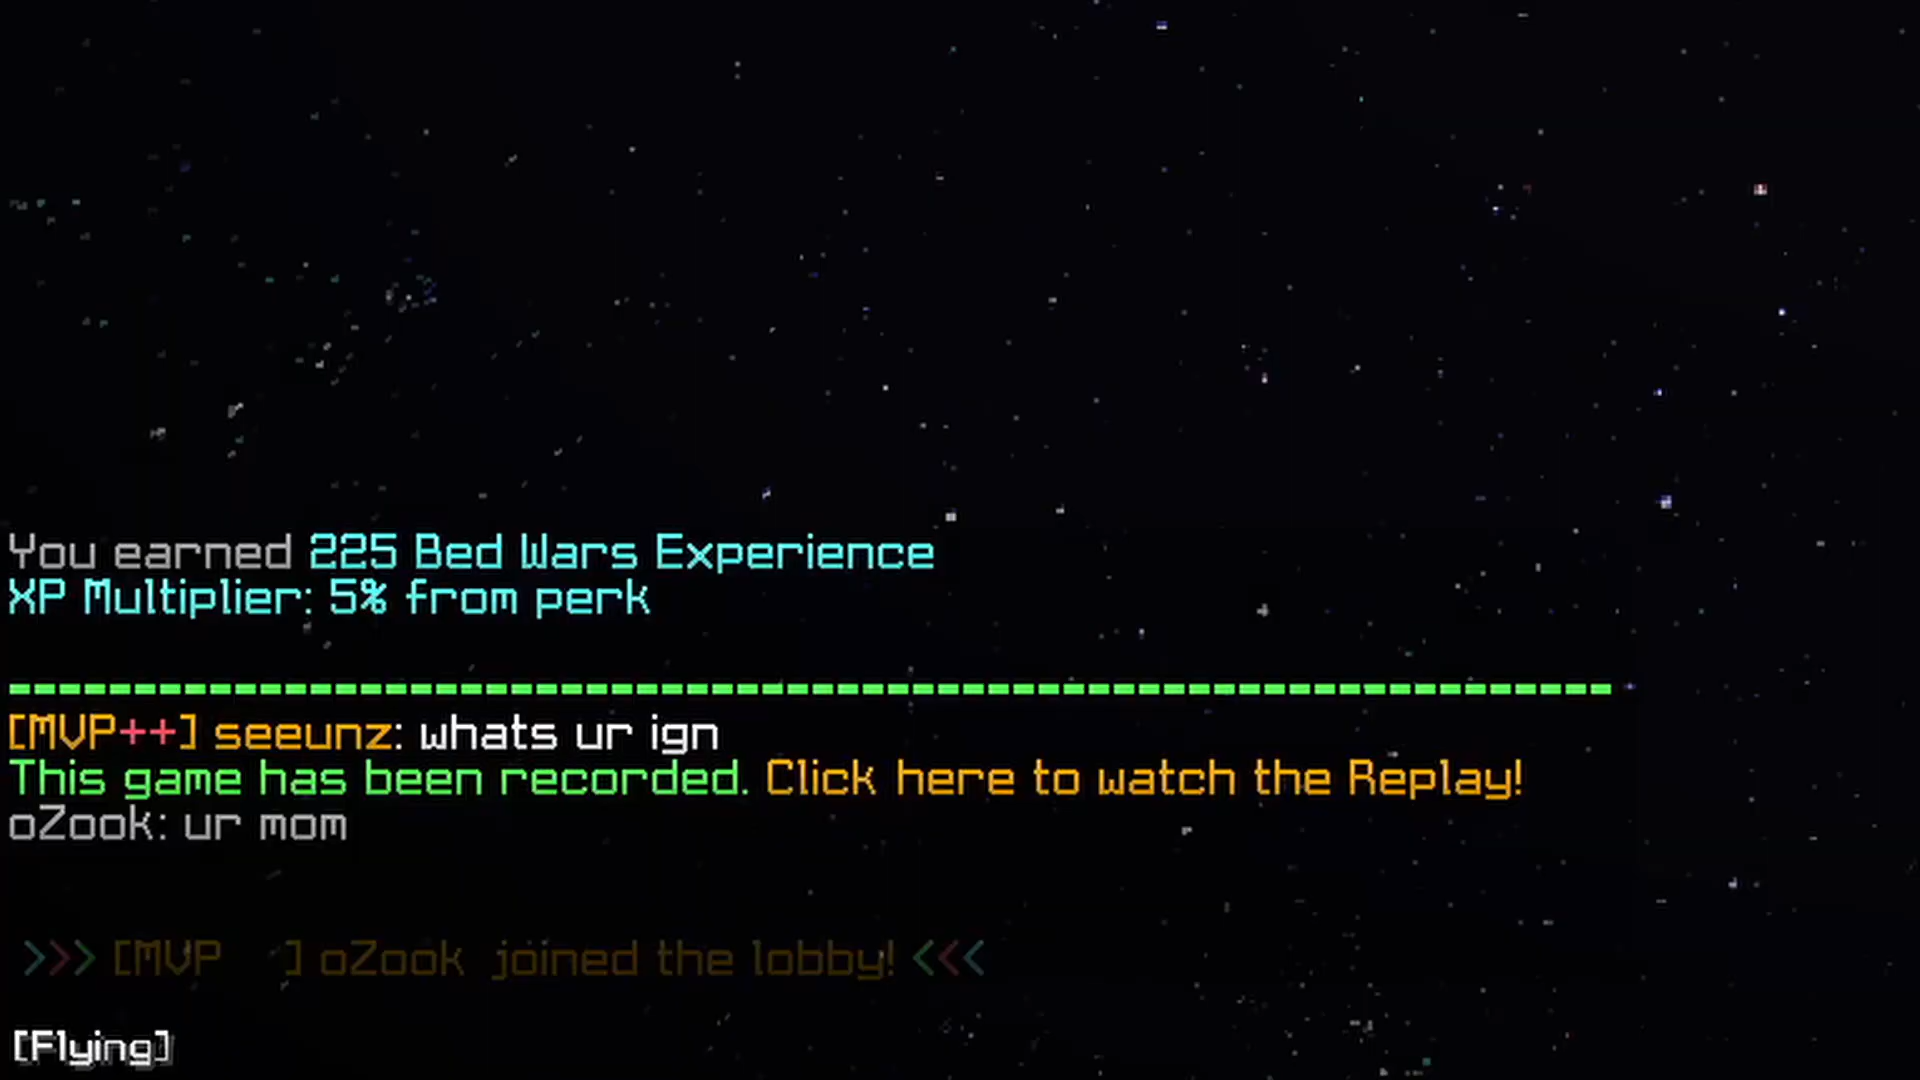 You earned 225 Bed Wars Experience
XP Multiplier: 5% from perk
[MVP++] seeunz: whats ur ign
This game has been recorded. Click here to watch the Replay!
oZook: ur mom
>>> [MVP ] oZook joined the lobby! <<<
[Flying]